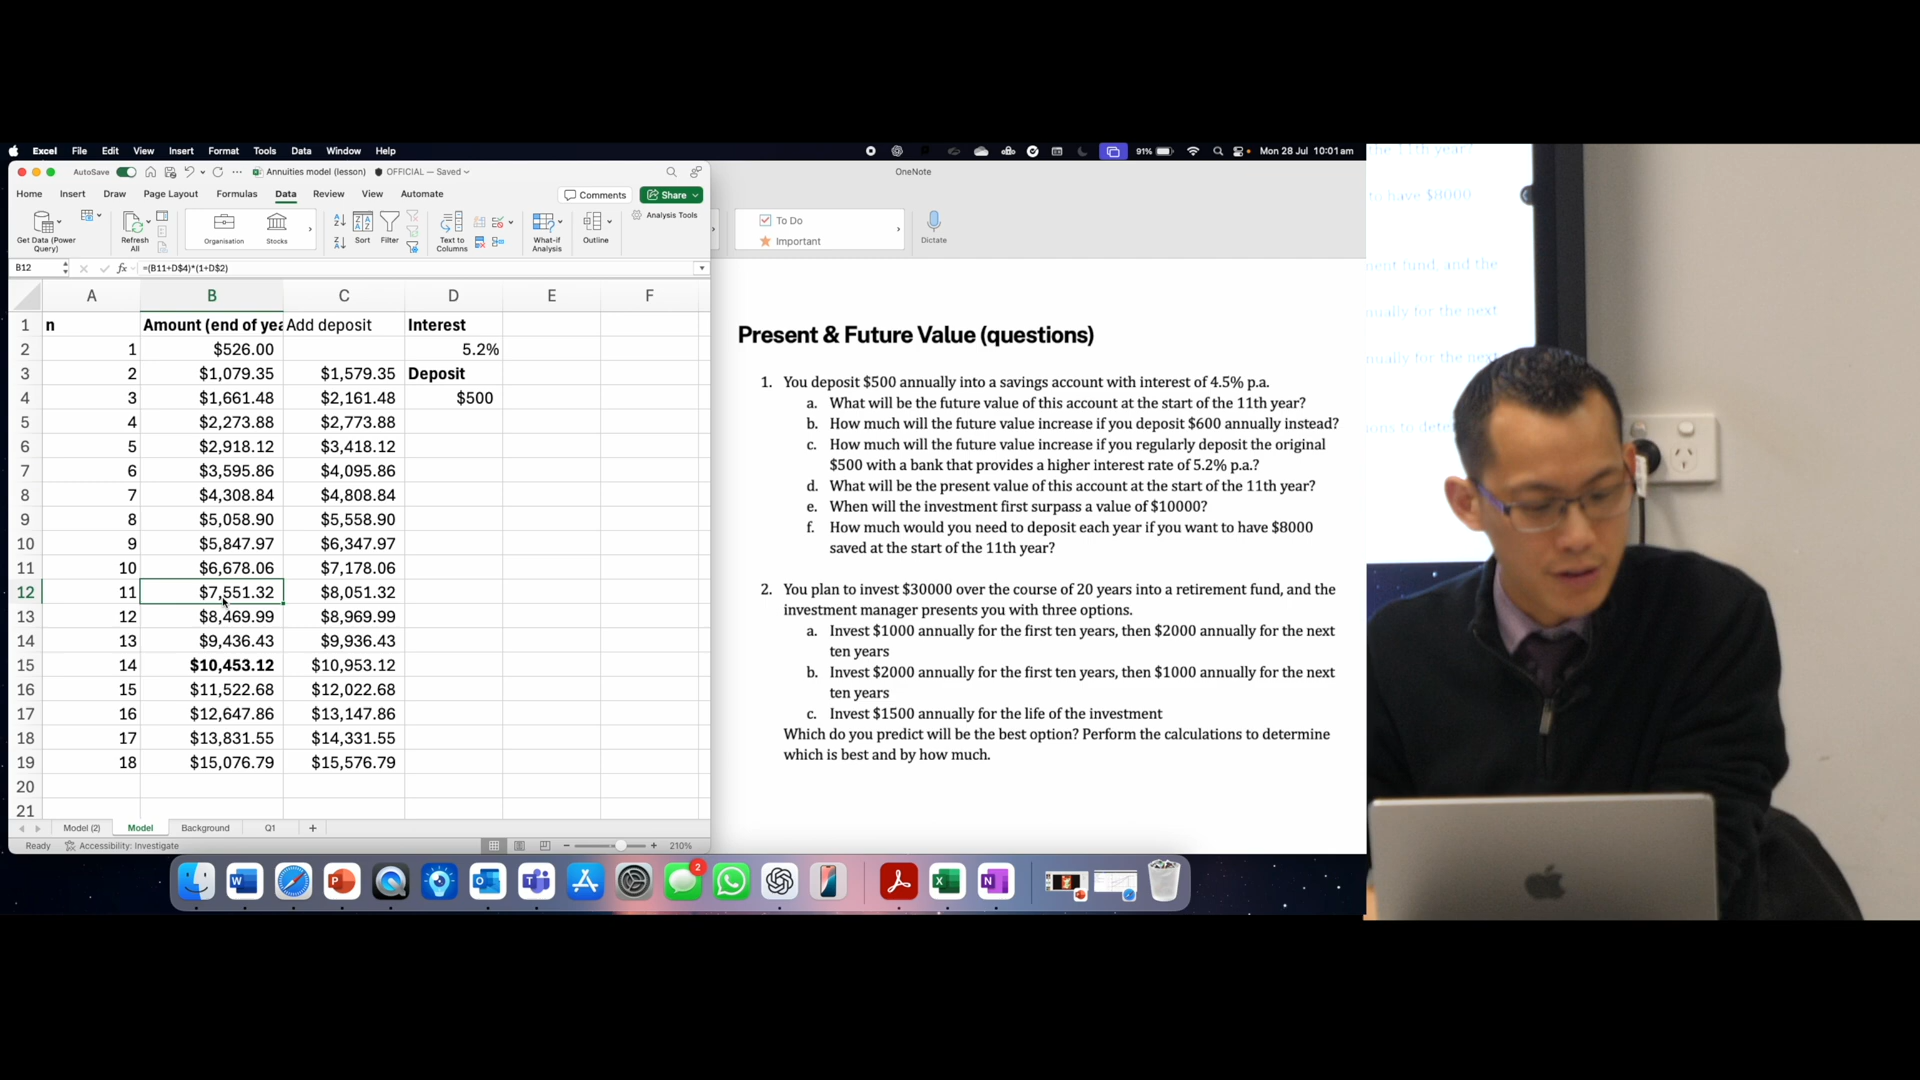 Excel File Edit View Insert Format Tools Data Window Help
91% Mon 28 Jul 10:01am
AutoSave Annuities model (lesson) OFFICIAL — Saved
OneNote
Home Insert Draw Page Layout Formulas Data Review View Automate Comments Share
Get Data (Power Query)
Refresh All
Organisation
Stocks
Sort
Filter
Text to Columns
What-if Analysis
Outline
Analysis Tools
To Do
Important
Dictate
B12 fx =(B11+D$4)*(1+D$2)
A B C D E F
1 n Amount (end of yea Add deposit Interest
2 1 $526.00 5.2%
3 2 $1,079.35 $1,579.35 Deposit
4 3 $1,661.48 $2,161.48 $500
5 4 $2,273.88 $2,773.88
6 5 $2,918.12 $3,418.12
7 6 $3,595.86 $4,095.86
8 7 $4,308.84 $4,808.84
9 8 $5,058.90 $5,558.90
10 9 $5,847.97 $6,347.97
11 10 $6,678.06 $7,178.06
12 11 $7,551.32 $8,051.32
13 12 $8,469.99 $8,969.99
14 13 $9,436.43 $9,936.43
15 14 $10,453.12 $10,953.12
16 15 $11,522.68 $12,022.68
17 16 $12,647.86 $13,147.86
18 17 $13,831.55 $14,331.55
19 18 $15,076.79 $15,576.79
20
21
Model (2) Model Background Q1 +
Ready Accessibility: Investigate 210%
Present & Future Value (questions)
1. You deposit $500 annually into a savings account with interest of 4.5% p.a.
a. What will be the future value of this account at the start of the 11th year?
b. How much will the future value increase if you deposit $600 annually instead?
c. How much will the future value increase if you regularly deposit the original
$500 with a bank that provides a higher interest rate of 5.2% p.a.?
d. What will be the present value of this account at the start of the 11th year?
e. When will the investment first surpass a value of $10000?
f. How much would you need to deposit each year if you want to have $8000
saved at the start of the 11th year?
2. You plan to invest $30000 over the course of 20 years into a retirement fund, and the
investment manager presents you with three options.
a. Invest $1000 annually for the first ten years, then $2000 annually for the next
ten years
b. Invest $2000 annually for the first ten years, then $1000 annually for the next
ten years
c. Invest $1500 annually for the life of the investment
Which do you predict will be the best option? Perform the calculations to determine
which is best and by how much.
2
the 11th year?
to have $8000
ment fund, and the
nually for the next
nually for the next